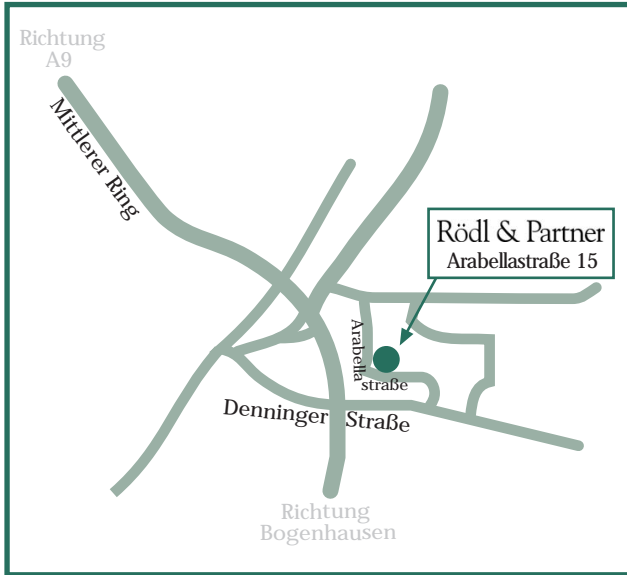 Richtung
A9
Mittlerer Ring
Rödl & Partner
Arabellastraße 15
Arabella
straße
Denninger Straße
Richtung
Bogenhausen